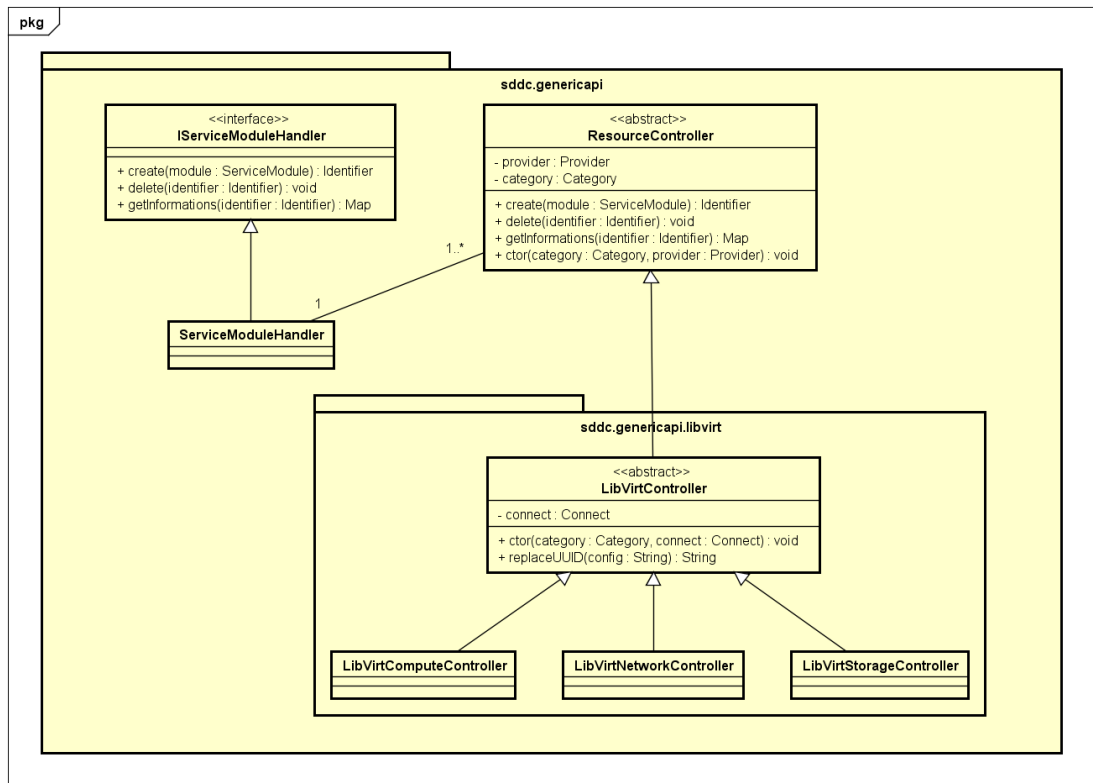 pkg
sddc.genericapi
<<interface>>
IServiceModuleHandler
+ create(module : ServiceModule) : Identifier
+ delete(identifier : Identifier) : void
+ getInformations(identifier : Identifier) : Map
<<abstract>>
ResourceController
- provider : Provider
- category : Category
+ create(module : ServiceModule) : Identifier
+ delete(identifier : Identifier) : void
+ getInformations(identifier : Identifier) : Map
+ ctor(category : Category, provider : Provider) : void
1..*
1
ServiceModuleHandler
sddc.genericapi.libvirt
<<abstract>>
LibVirtController
- connect : Connect
+ ctor(category : Category, connect : Connect) : void
+ replaceUUID(config : String) : String
LibVirtComputeController
LibVirtNetworkController
LibVirtStorageController